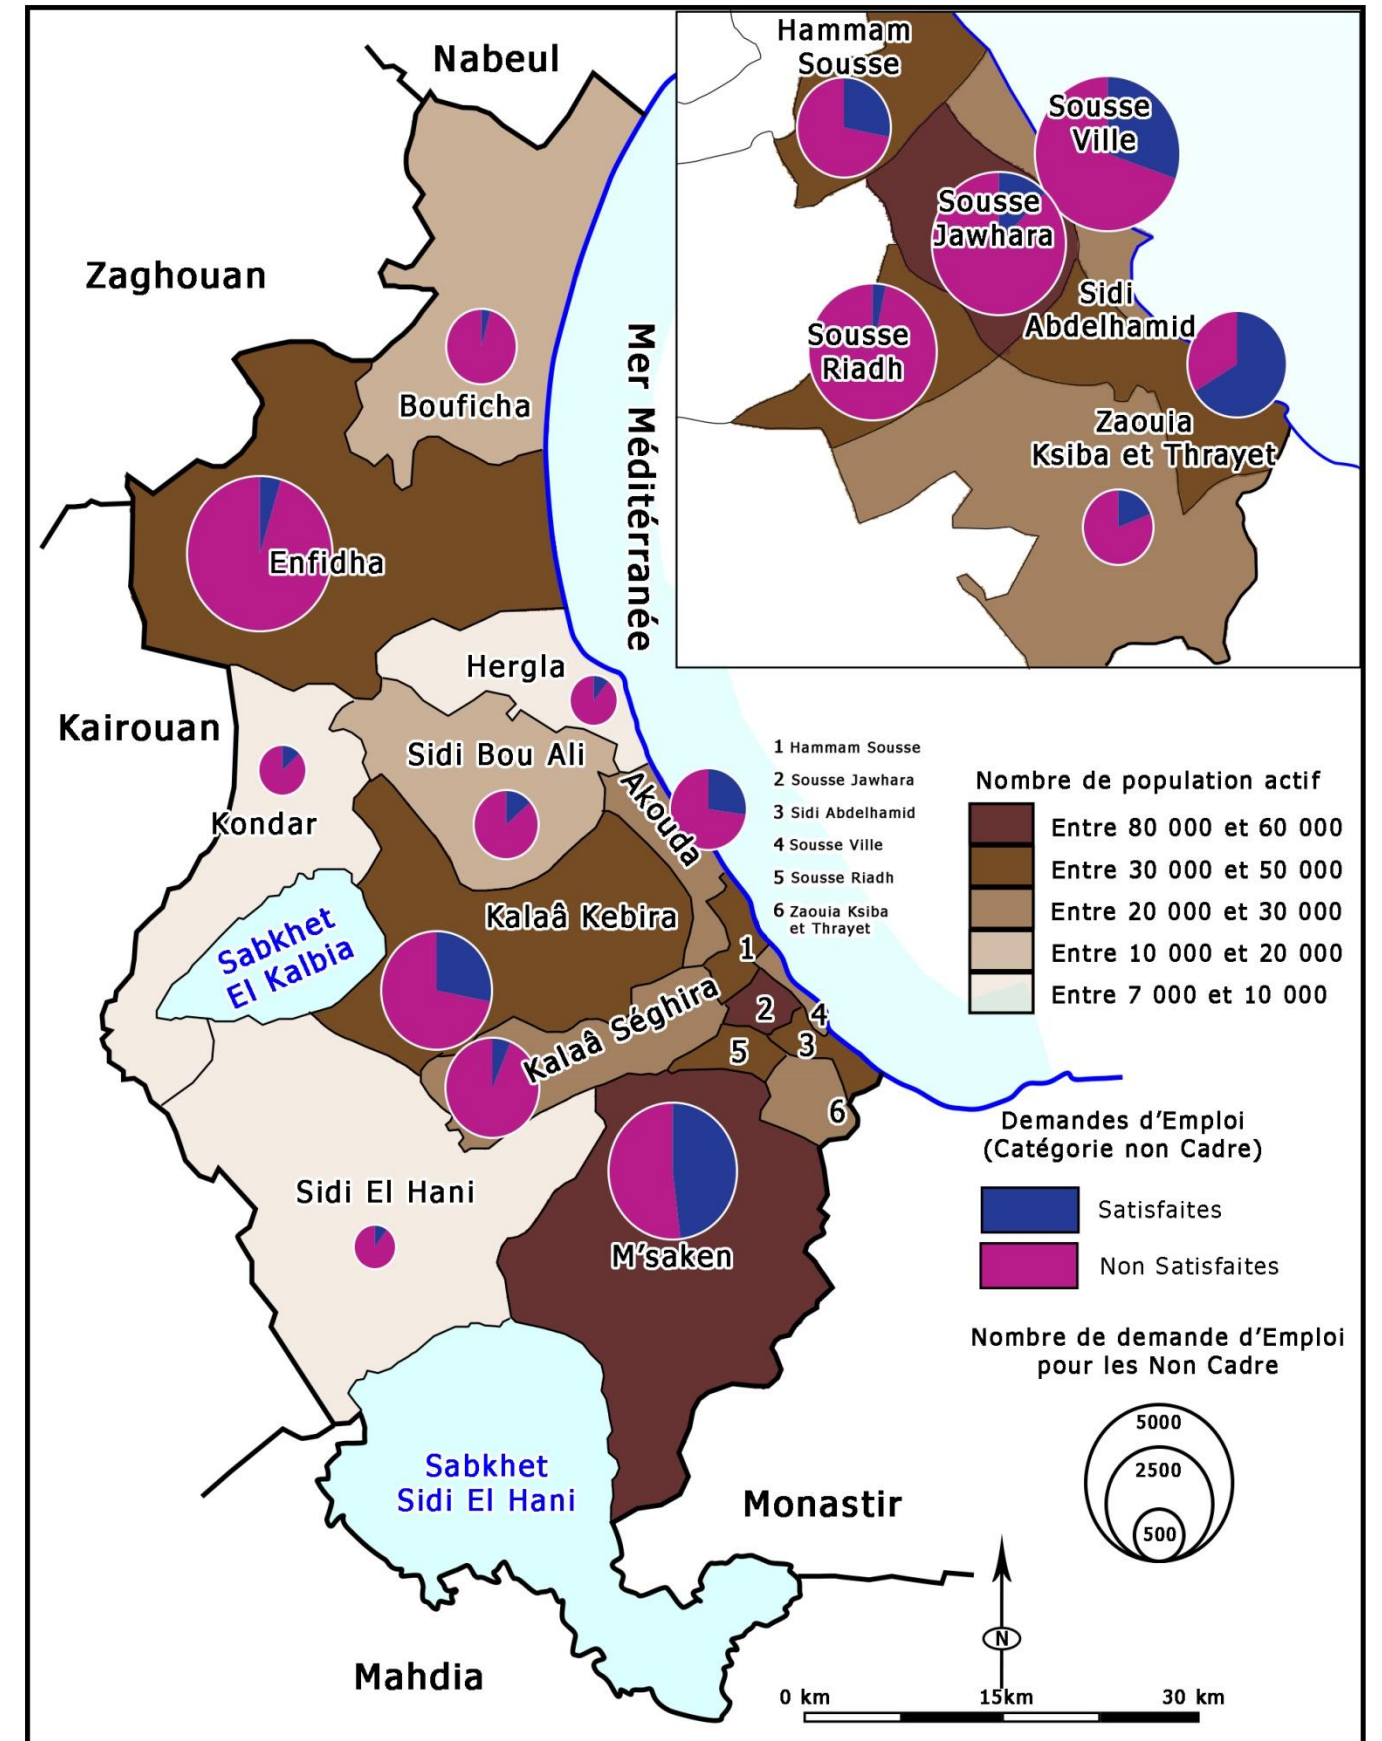 Nabeul
Zaghouan
Bouficha
Enfidha
Mer Méditérranée
Hergla
Kairouan
Sidi Bou Ali
Akouda
Kondar
Kalaâ Kebira
Sabkhet
El Kalbia
Kalaâ Séghira
1
2
4
3
5
6
Sidi El Hani
M'saken
Sabkhet
Sidi El Hani
Monastir
Mahdia
Hammam
Sousse
Sousse
Ville
Sousse
Jawhara
Sidi
Abdelhamid
Sousse
Riadh
Zaouia
Ksiba et Thrayet
1 Hammam Sousse
2 Sousse Jawhara
3 Sidi Abdelhamid
4 Sousse Ville
5 Sousse Riadh
6 Zaouia Ksiba
et Thrayet
Nombre de population actif
Entre 80 000 et 60 000
Entre 30 000 et 50 000
Entre 20 000 et 30 000
Entre 10 000 et 20 000
Entre 7 000 et 10 000
Demandes d'Emploi
(Catégorie non Cadre)
Satisfaites
Non Satisfaites
Nombre de demande d'Emploi
pour les Non Cadre
5000
2500
500
N
0 km 15km 30 km